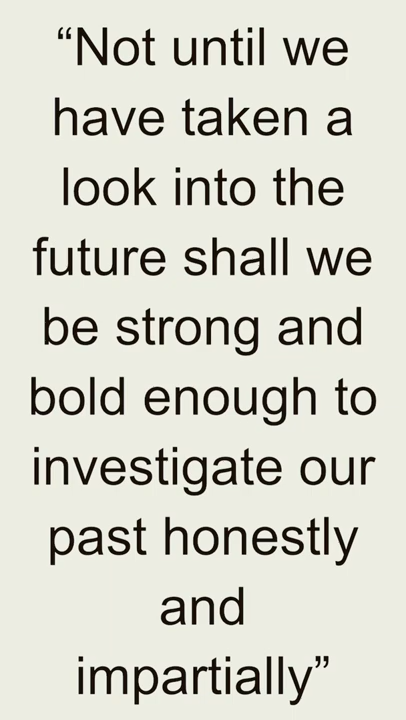 “Not until we
have taken a
look into the
future shall we
be strong and
bold enough to
investigate our
past honestly
and
impartially”